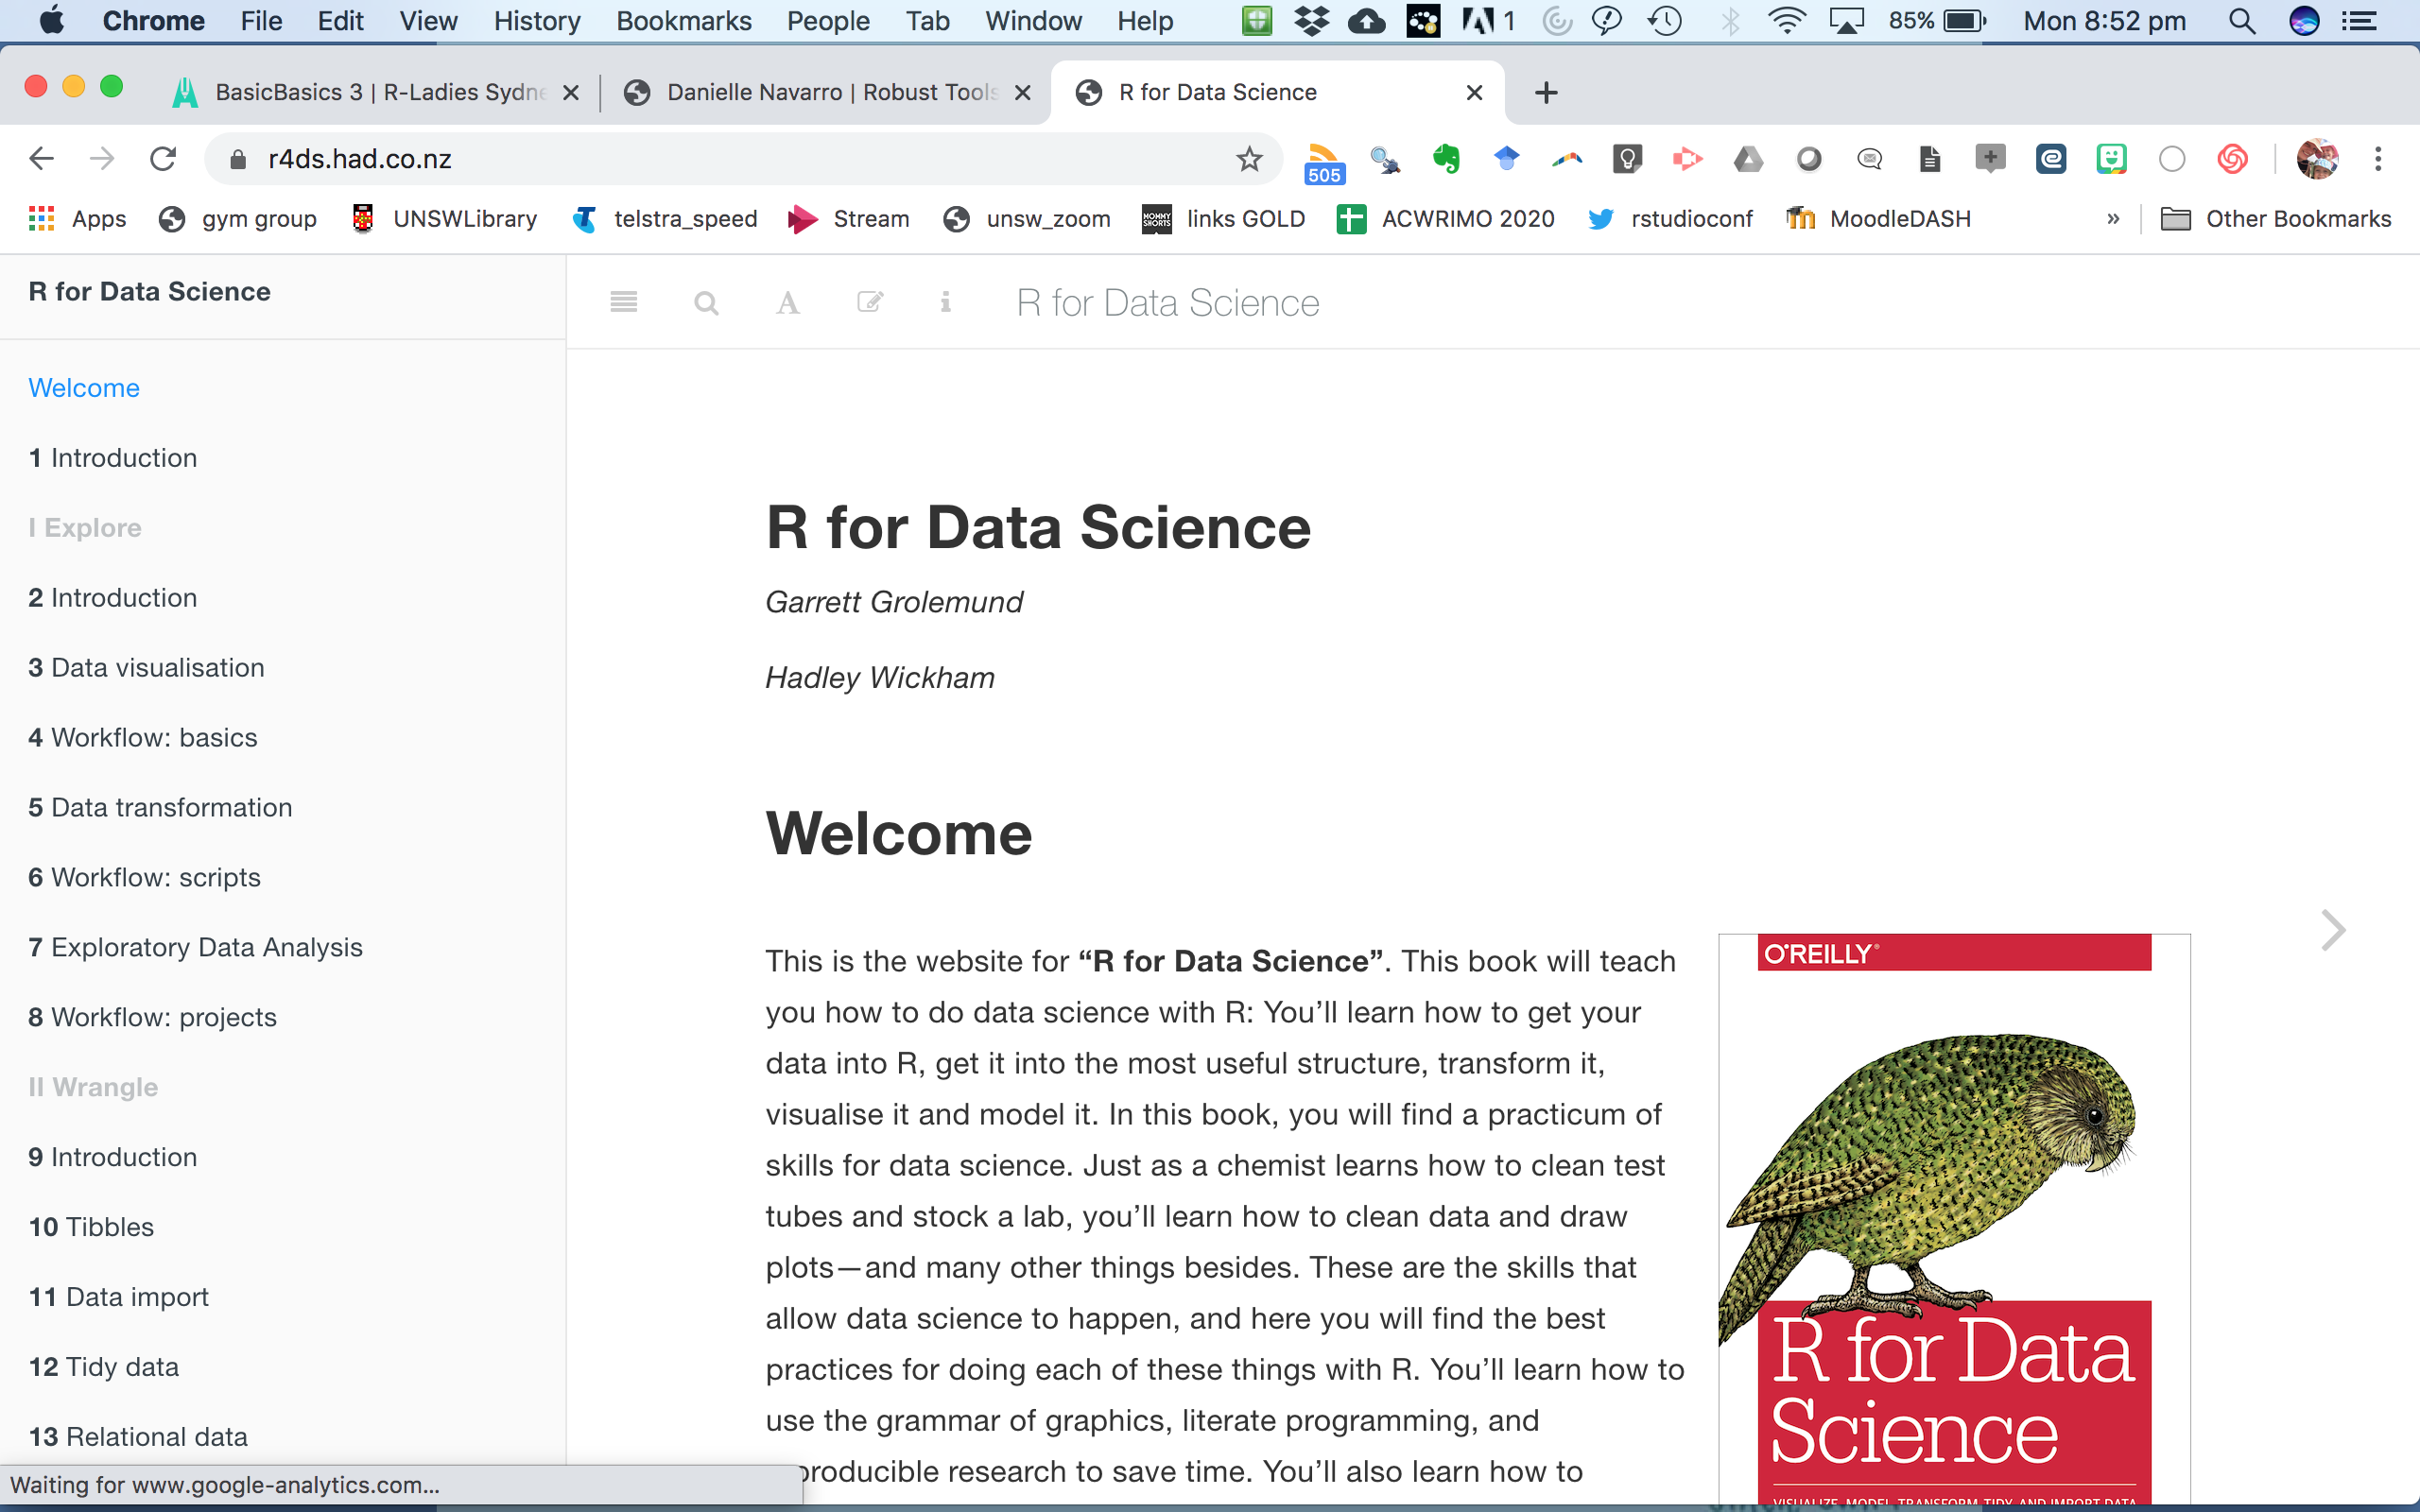 Chrome File Edit View History Bookmarks People Tab Window Help 1 85% Mon 8:52 pm
BasicBasics 3 | R-Ladies Sydne Danielle Navarro | Robust Tools R for Data Science
r4ds.had.co.nz 505
Apps gym group UNSWLibrary telstra_speed Stream unsw_zoom MOMMY SHORTS links GOLD ACWRIMO 2020 rstudioconf MoodleDASH » Other Bookmarks
R for Data Science
Welcome
1 Introduction
I Explore
2 Introduction
3 Data visualisation
4 Workflow: basics
5 Data transformation
6 Workflow: scripts
7 Exploratory Data Analysis
8 Workflow: projects
II Wrangle
9 Introduction
10 Tibbles
11 Data import
12 Tidy data
13 Relational data
Waiting for www.google-analytics.com...
A i R for Data Science
R for Data Science
Garrett Grolemund
Hadley Wickham
Welcome
This is the website for “R for Data Science”. This book will teach
you how to do data science with R: You’ll learn how to get your
data into R, get it into the most useful structure, transform it,
visualise it and model it. In this book, you will find a practicum of
skills for data science. Just as a chemist learns how to clean test
tubes and stock a lab, you’ll learn how to clean data and draw
plots—and many other things besides. These are the skills that
allow data science to happen, and here you will find the best
practices for doing each of these things with R. You’ll learn how to
use the grammar of graphics, literate programming, and
producible research to save time. You’ll also learn how to
O'REILLY®
R for Data
Science
VISUALIZE, MODEL, TRANSFORM, TIDY, AND IMPORT DATA